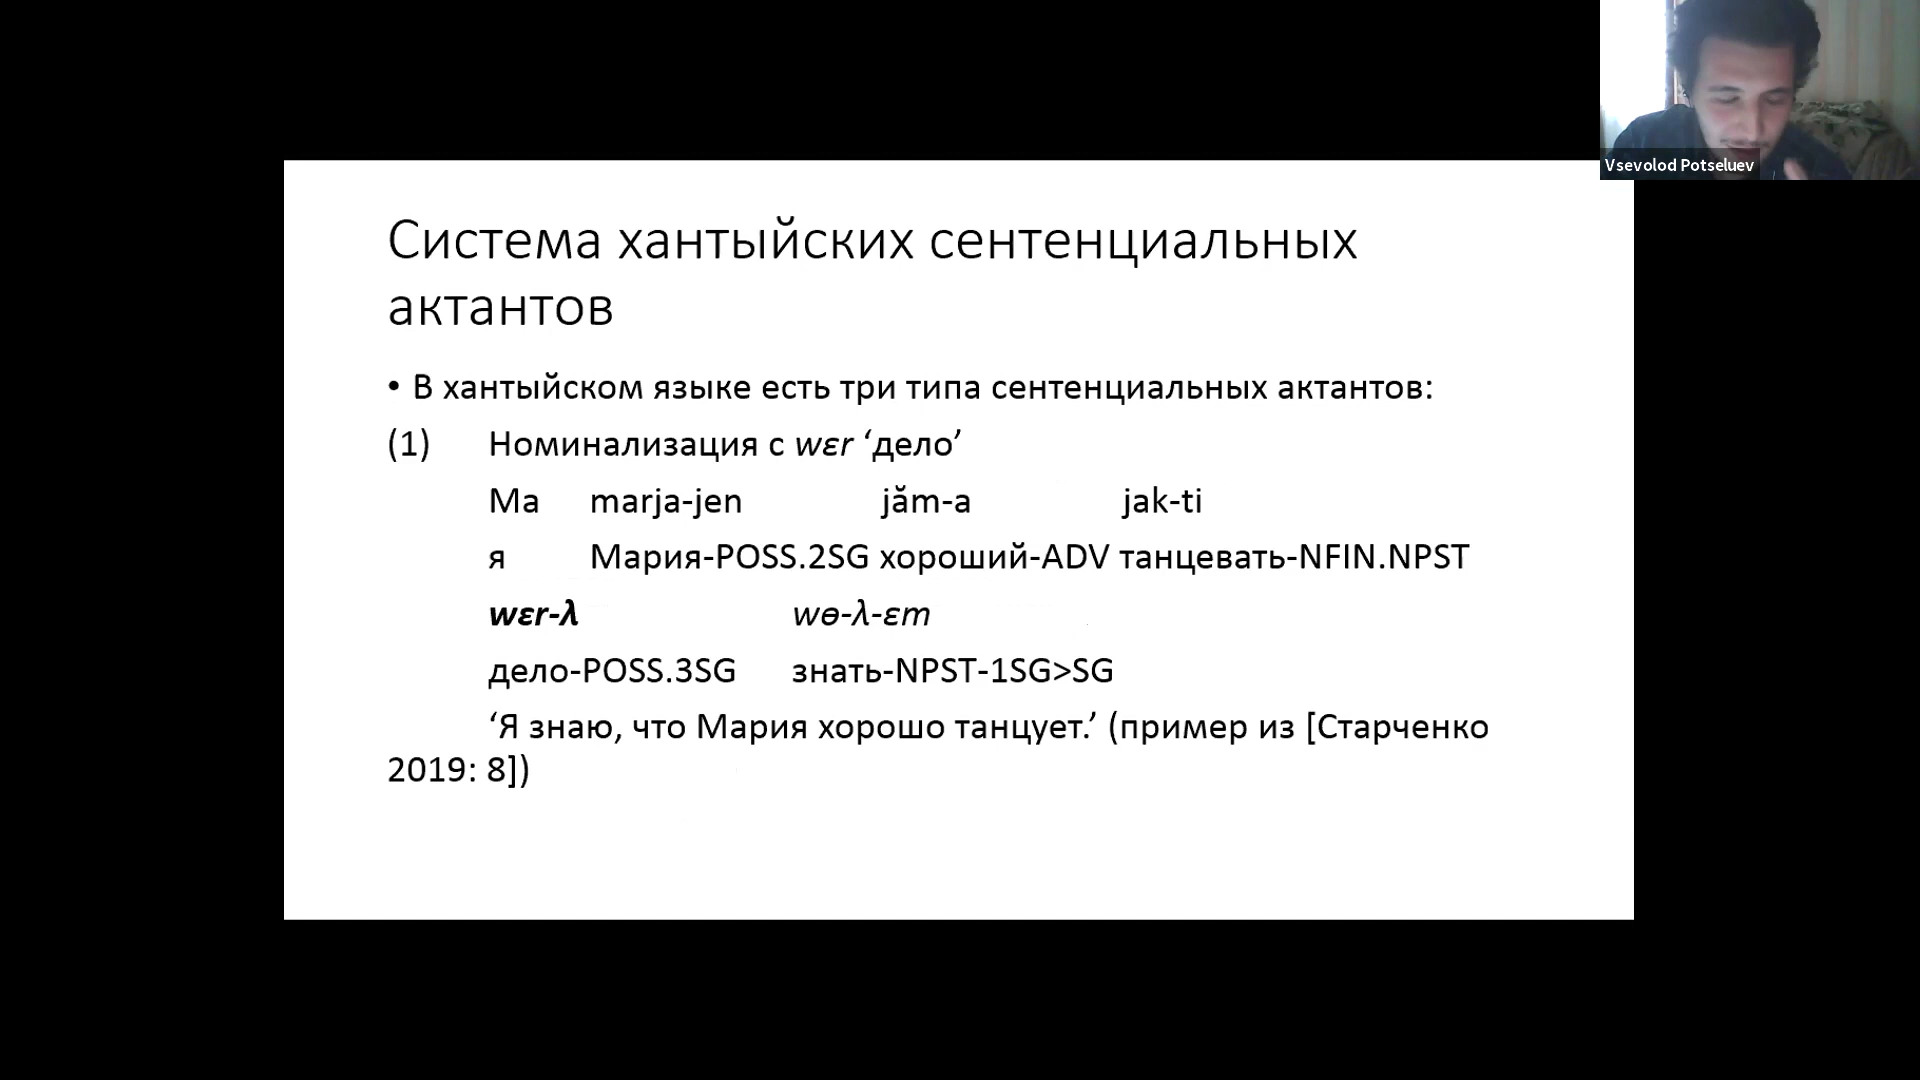 Vsevolod Potseluev
Система хантыйских сентенциальных
актантов
• В хантыйском языке есть три типа сентенциальных актантов:
(1) Номинализация с wɛr ‘дело’
Ma marja-jen jăm-a jak-ti
я Мария-POSS.2SG хороший-ADV танцевать-NFIN.NPST
wɛr-λ wɵ-λ-ɛm
дело-POSS.3SG знать-NPST-1SG>SG
‘Я знаю, что Мария хорошо танцует.’ (пример из [Старченко
2019: 8])